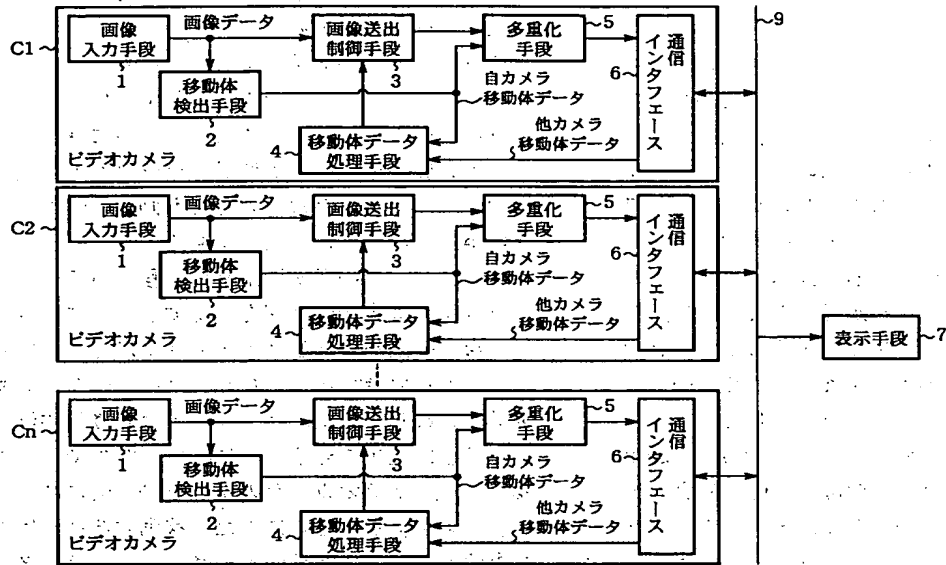 C1
画像
入力手段
1
画像データ
移動体
検出手段
2
画像送出
制御手段
3
移動体データ
処理手段
4
多重化
手段
5
自カメラ
移動体データ
他カメラ
移動体データ
通信
インタフェース
6
ビデオカメラ
9
C2
画像
入力手段
1
画像データ
移動体
検出手段
2
画像送出
制御手段
3
移動体データ
処理手段
4
多重化
手段
5
自カメラ
移動体データ
他カメラ
移動体データ
通信
インタフェース
6
ビデオカメラ
表示手段
7
Cn
画像
入力手段
1
画像データ
移動体
検出手段
2
画像送出
制御手段
3
移動体データ
処理手段
4
多重化
手段
5
自カメラ
移動体データ
他カメラ
移動体データ
通信
インタフェース
6
ビデオカメラ